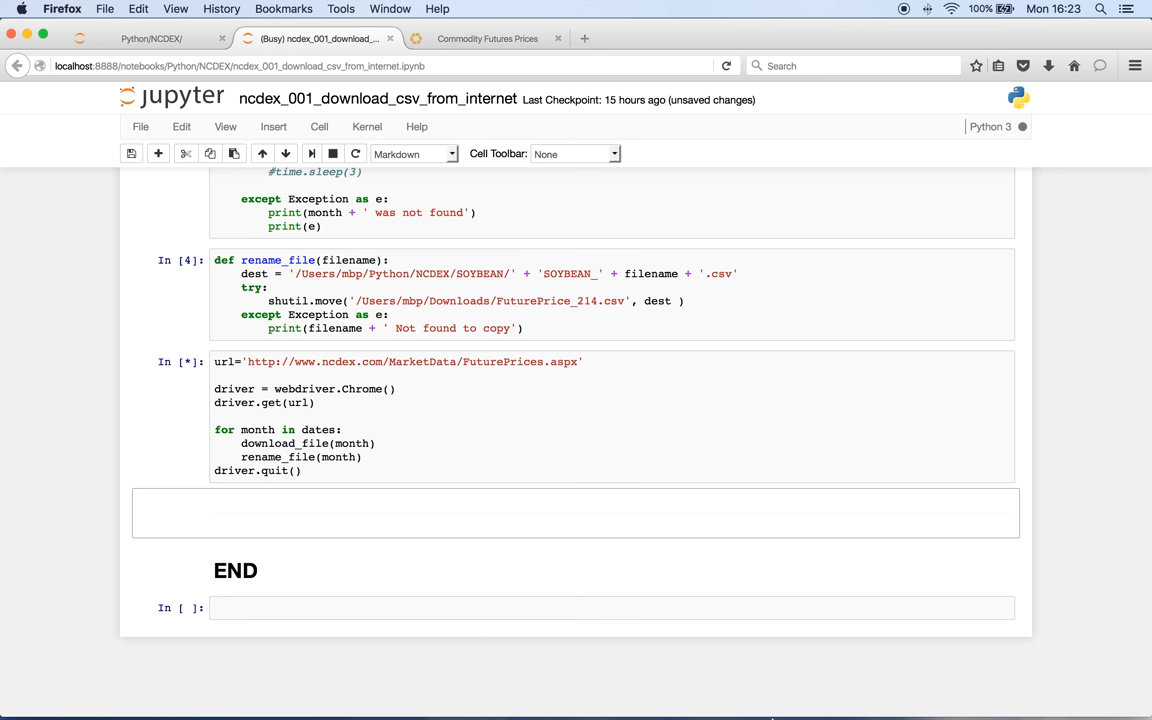 Firefox File Edit View History Bookmarks Tools Window Help 100% Mon 16:23
Python/NCDEX/ (Busy) ncdex_001_download_... Commodity Futures Prices
localhost:8888/notebooks/Python/NCDEX/ncdex_001_download_csv_from_internet.ipynb Search
jupyter ncdex_001_download_csv_from_internet Last Checkpoint: 15 hours ago (unsaved changes)
File Edit View Insert Cell Kernel Help Python 3
Markdown Cell Toolbar: None
#time.sleep(3)
except Exception as e:
print(month + ' was not found')
print(e)
In [4]: def rename_file(filename):
dest = '/Users/mbp/Python/NCDEX/SOYBEAN/' + 'SOYBEAN_' + filename + '.csv'
try:
shutil.move('/Users/mbp/Downloads/FuturePrice_214.csv', dest )
except Exception as e:
print(filename + ' Not found to copy')
In [*]: url='http://www.ncdex.com/MarketData/FuturePrices.aspx'
driver = webdriver.Chrome()
driver.get(url)
for month in dates:
download_file(month)
rename_file(month)
driver.quit()
END
In [ ]: